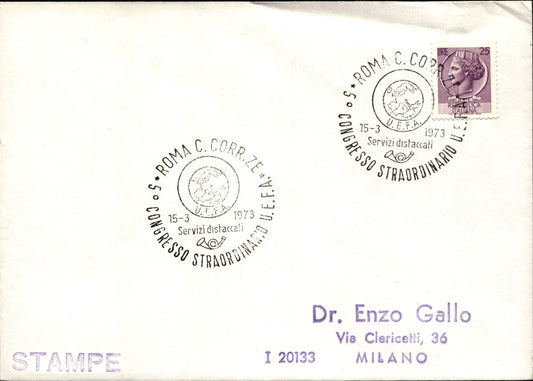 ROMA C. CORR.
LIRE 25
U.E.F.A.
15-3 1973
Servizi distaccati
* 5° CONGRESSO STRAORDINARIO U.E.F.A.
ROMA C. CORR.ZE
U.E.F.A.
15-3 1973
Servizi distaccati
* 5° CONGRESSO STRAORDINARIO U.E.F.A. *
Dr. Enzo Gallo
Via Clericetti, 36
I 20133 MILANO
STAMPE